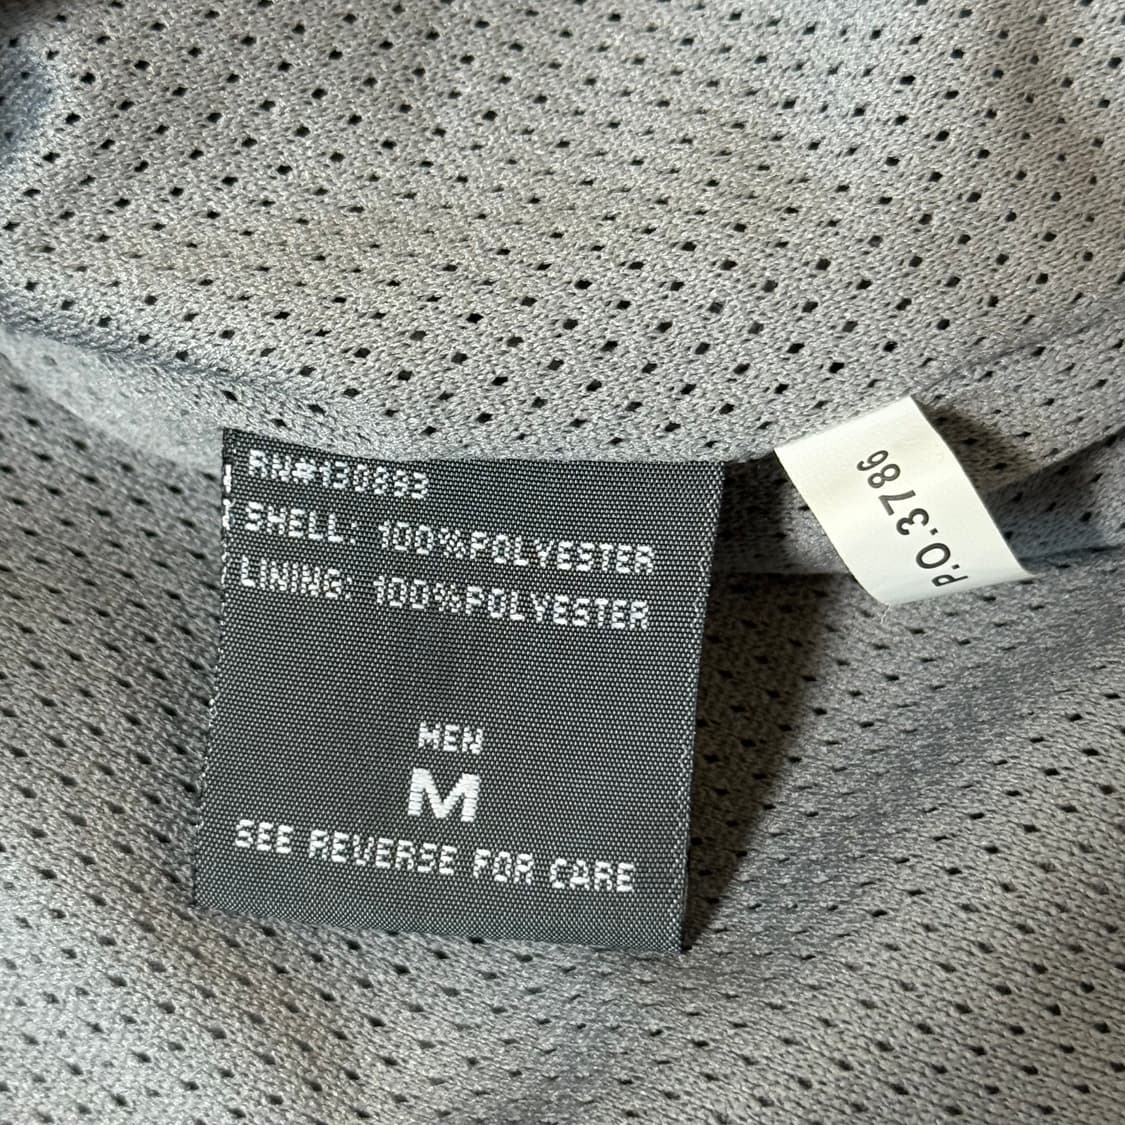 RN#130893
SHELL: 100%POLYESTER
LINING: 100%POLYESTER
MEN
M
SEE REVERSE FOR CARE
P.O.3786